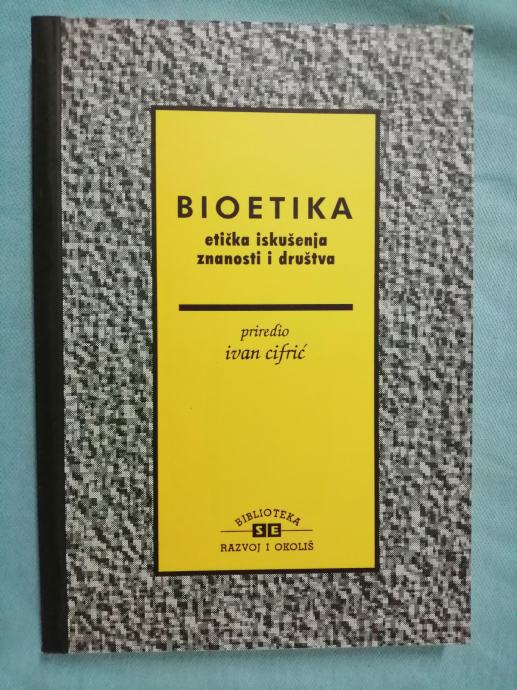 BIOETIKA
etička iskušenja
znanosti i društva
priredio
ivan cifrić
BIBLIOTEKA
SE
RAZVOJ I OKOLIŠ